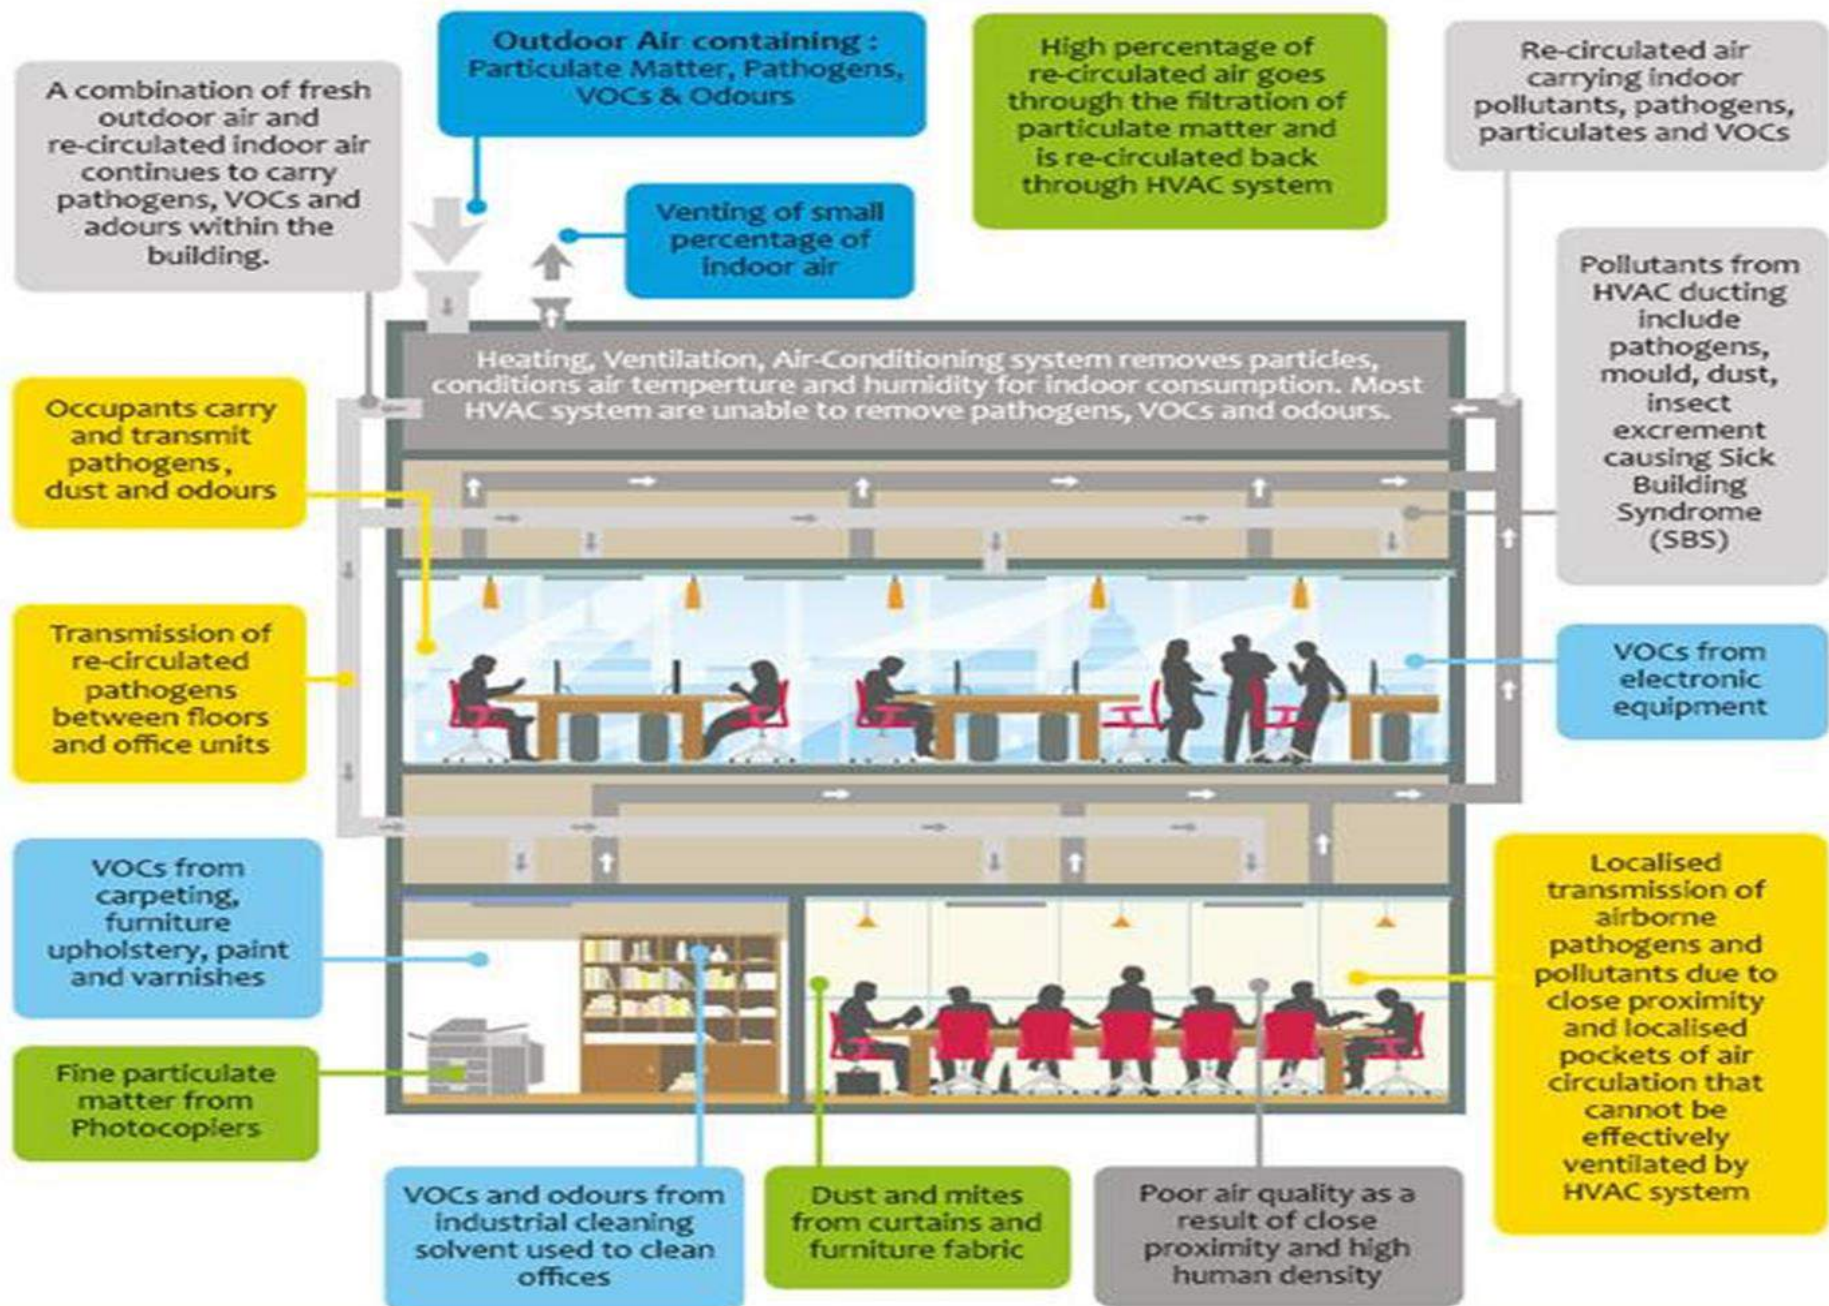 Outdoor Air containing :
Particulate Matter, Pathogens,
VOCs & Odours
High percentage of
re-circulated air goes
through the filtration of
particulate matter and
is re-circulated back
through HVAC system
Re-circulated air
carrying indoor
pollutants, pathogens,
particulates and VOCs
A combination of fresh
outdoor air and
re-circulated indoor air
continues to carry
pathogens, VOCs and
adours within the
building.
Venting of small
percentage of
indoor air
Pollutants from
HVAC ducting
include
pathogens,
mould, dust,
insect
excrement
causing Sick
Building
Syndrome
(SBS)
Heating, Ventilation, Air-Conditioning system removes particles,
conditions air temperture and humidity for indoor consumption. Most
HVAC system are unable to remove pathogens, VOCs and odours.
Occupants carry
and transmit
pathogens ,
dust and odours
Transmission of
re-circulated
pathogens
between floors
and office units
VOCs from
electronic
equipment
VOCs from
carpeting,
furniture
upholstery, paint
and varnishes
Localised
transmission of
airborne
pathogens and
pollutants due to
close proximity
and localised
pockets of air
circulation that
cannot be
effectively
ventilated by
HVAC system
Fine particulate
matter from
Photocopiers
VOCs and odours from
industrial cleaning
solvent used to clean
offices
Dust and mites
from curtains and
furniture fabric
Poor air quality as a
result of close
proximity and high
human density